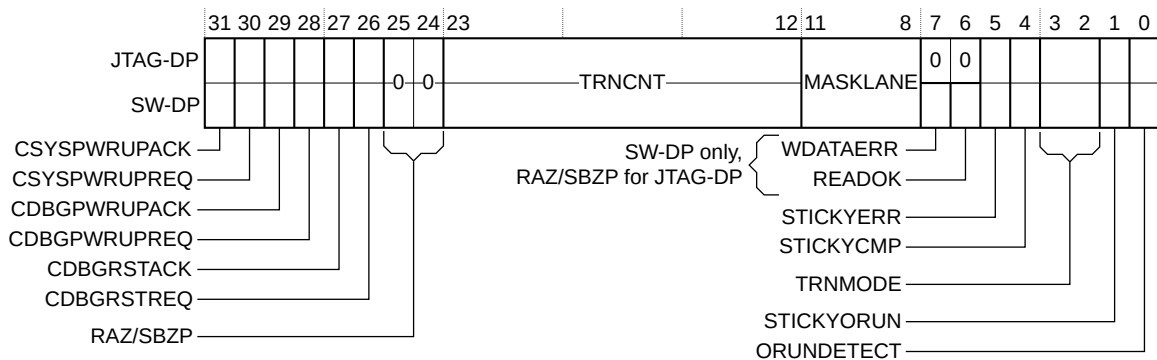 31 30 29 28 27 26 25 24 23 12 11 8 7 6 5 4 3 2 1 0
JTAG-DP 0 0
0 0 TRNCNT MASKLANE
SW-DP
CSYSPWRUPACK
CSYSPWRUPREQ
CDBGPWRUPACK
CDBGPWRUPREQ
CDBGRSTACK
CDBGRSTREQ
RAZ/SBZP
SW-DP only,
RAZ/SBZP for JTAG-DP
WDATAERR
READOK
STICKYERR
STICKYCMP
TRNMODE
STICKYORUN
ORUNDETECT